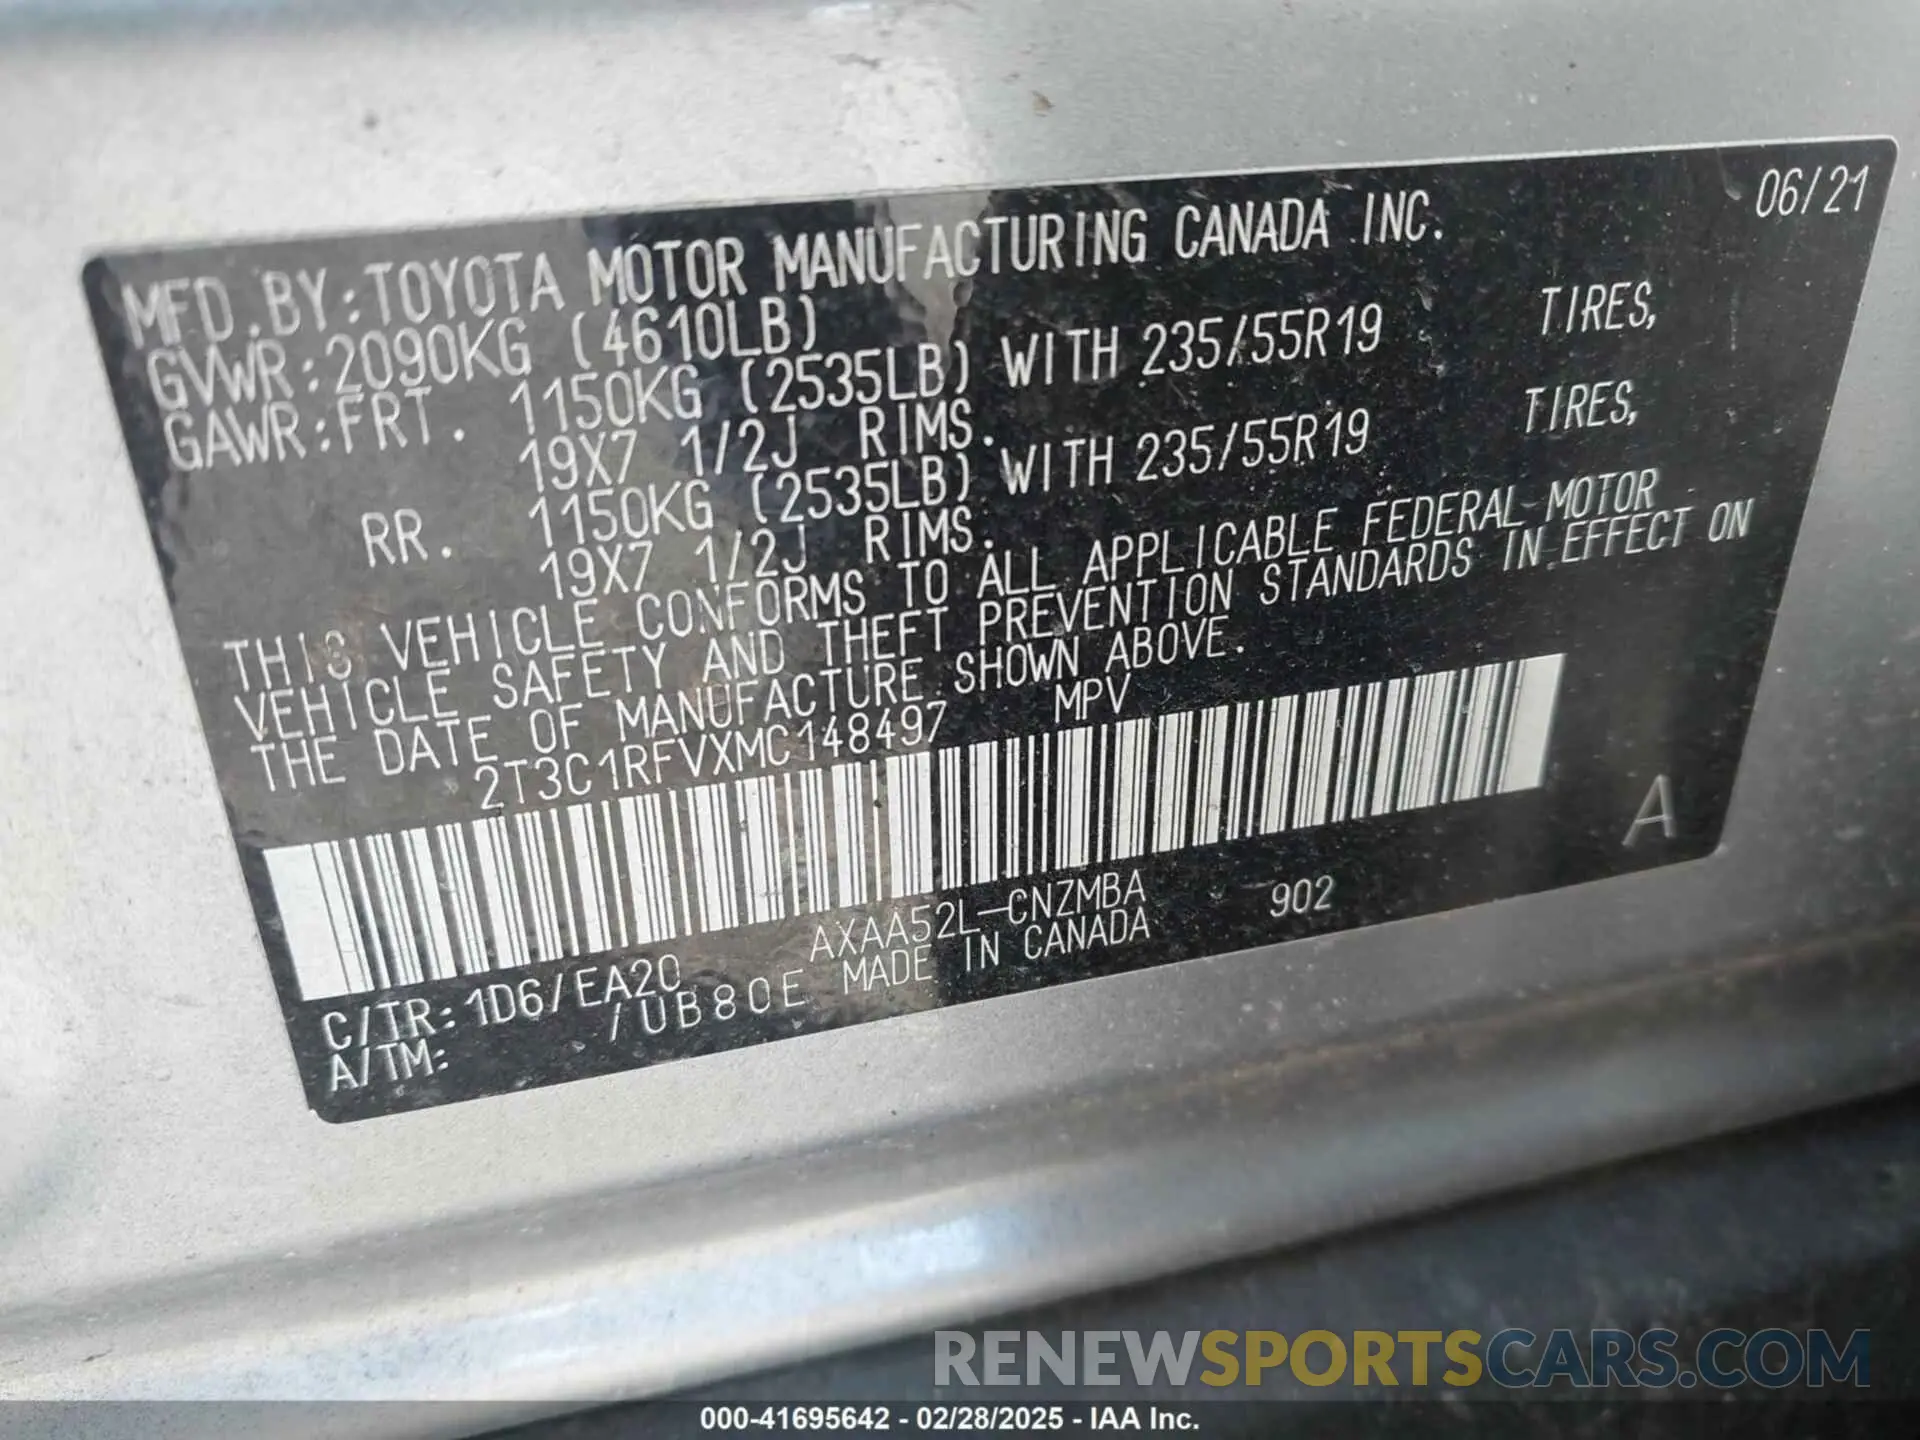 06/21
MFD.BY:TOYOTA MOTOR MANUFACTURING CANADA INC.
GVWR:2090KG (4610LB)
GAWR:FRT. 1150KG (2535LB) WITH 235/55R19 TIRES,
19X7 1/2J RIMS.
RR. 1150KG (2535LB) WITH 235/55R19 TIRES,
19X7 1/2J RIMS.
THIS VEHICLE CONFORMS TO ALL APPLICABLE FEDERAL MOTOR
VEHICLE SAFETY AND THEFT PREVENTION STANDARDS IN EFFECT ON
THE DATE OF MANUFACTURE SHOWN ABOVE.
2T3C1RFVXMC148497 MPV
A
C/TR:1D6/EA20 AXAA52L-CNZMBA 902
A/TM: /UB80E MADE IN CANADA
RENEWSPORTSCARS.COM
000-41695642 - 02/28/2025 - IAA Inc.